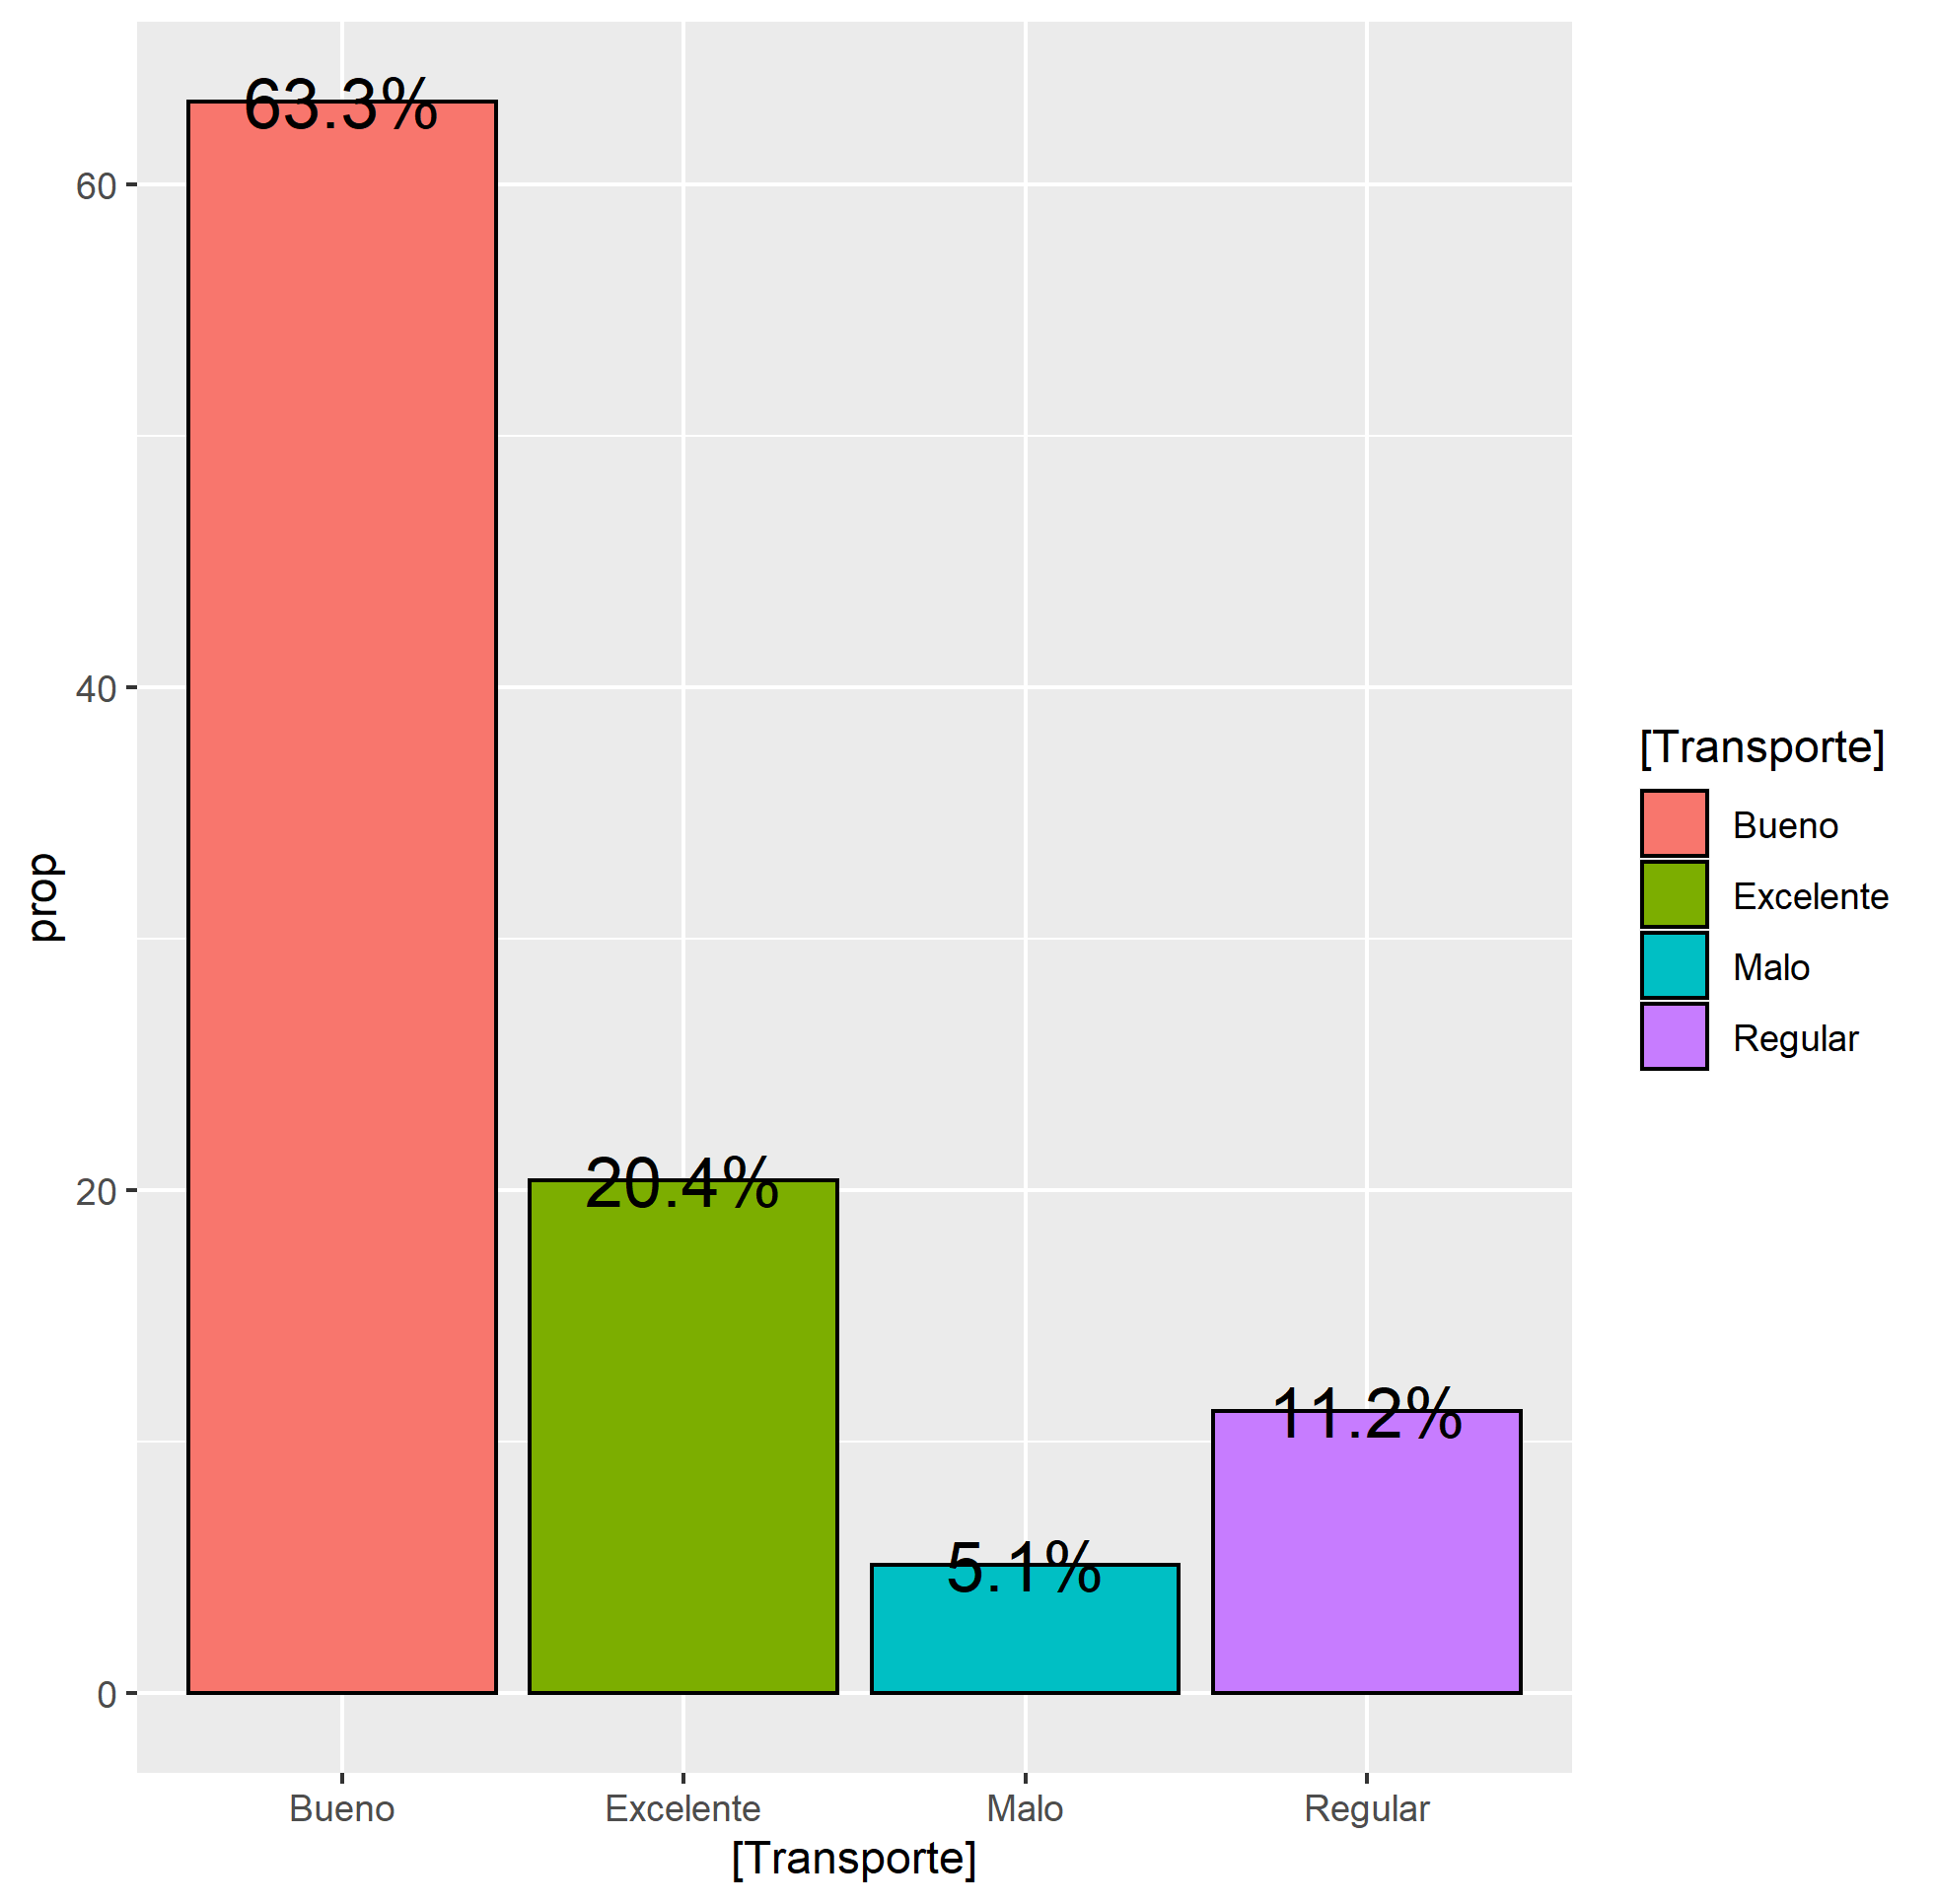 63.3%
60
40
20
0
prop
20.4%
5.1%
11.2%
Bueno
Excelente
Malo
Regular
[Transporte]
[Transporte]
Bueno
Excelente
Malo
Regular